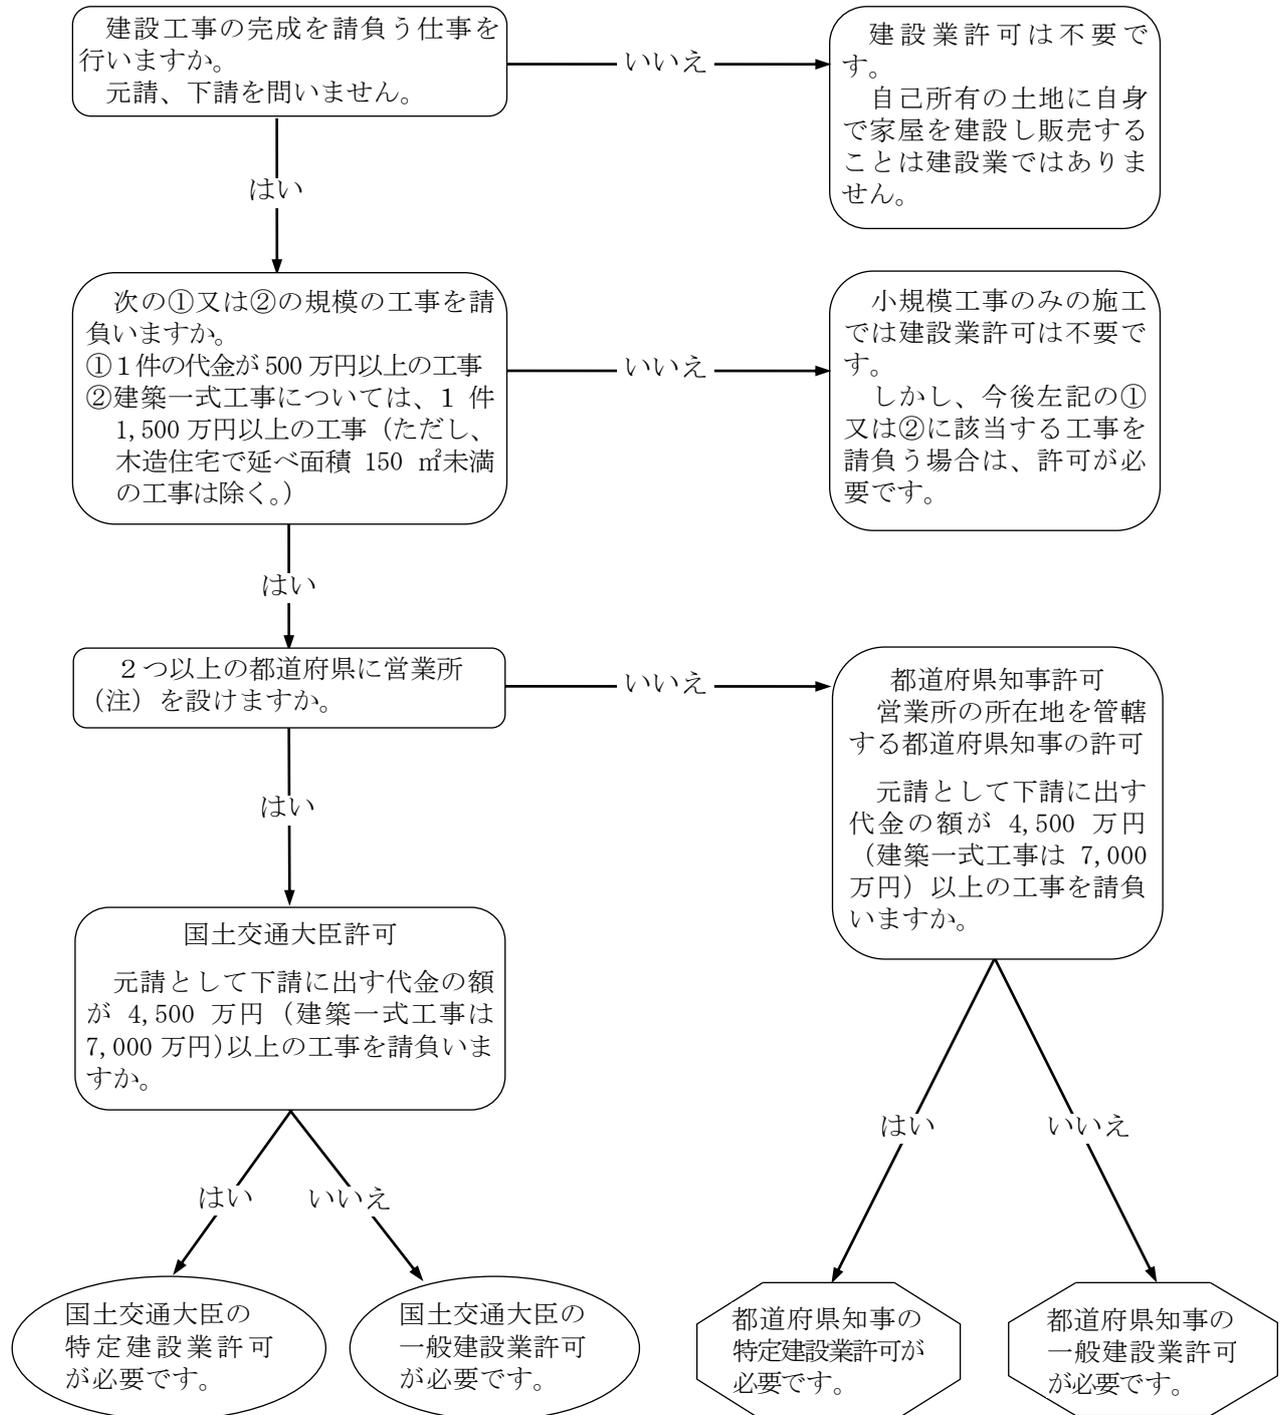 建設工事の完成を請負う仕事を
行いますか。
元請、下請を問いません。
いいえ
建設業許可は不要で
す。
自己所有の土地に自身
で家屋を建設し販売する
ことは建設業ではありま
せん。
はい
次の①又は②の規模の工事を請
負いますか。
①１件の代金が 500 万円以上の工事
②建築一式工事については、１ 件
1,500 万円以上の工事（ただし、
木造住宅で延べ面積 150 ㎡未満
の工事は除く。）
いいえ
小規模工事のみの施工
では建設業許可は不要で
す。
しかし、今後左記の①
又は②に該当する工事を
請負う場合は、許可が必
要です。
はい
２つ以上の都道府県に営業所
（注）を設けますか。
いいえ
都道府県知事許可
営業所の所在地を管轄
する都道府県知事の許可
元請として下請に出す
代金の額が 4,500 万円
（建築一式工事は 7,000
万円）以上の工事を請負
いますか。
はい
国土交通大臣許可
元請として下請に出す代金の額
が 4,500 万円（建築一式工事は
7,000 万円）以上の工事を請負いま
すか。
はい
いいえ
はい
いいえ
国土交通大臣の
特定建設業許可
が必要です。
国土交通大臣の
一般建設業許可
が必要です。
都道府県知事の
特定建設業許可が
必要です。
都道府県知事の
一般建設業許可
が必要です。